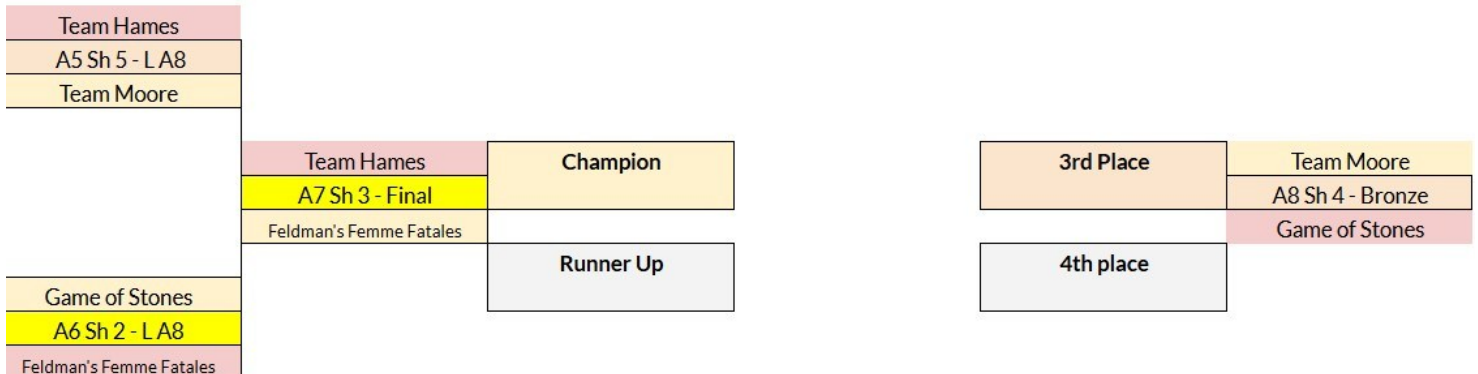 Team Hames
A5 Sh 5 - L A8
Team Moore
Team Hames
A7 Sh 3 - Final
Feldman's Femme Fatales
Game of Stones
A6 Sh 2 - L A8
Feldman's Femme Fatales
Champion
Runner Up
3rd Place
4th place
Team Moore
A8 Sh 4 - Bronze
Game of Stones